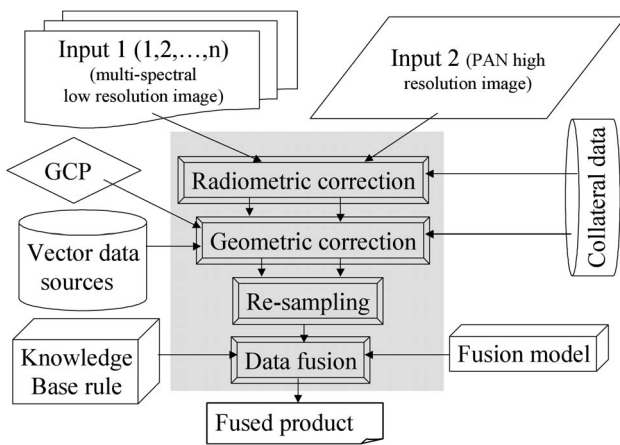 Input 1 (1,2,…,n)
(multi-spectral
low resolution image)
Input 2 (PAN high
resolution image)
GCP
Radiometric correction
Collateral data
Vector data
sources
Geometric correction
Re-sampling
Knowledge
Base rule
Data fusion
Fusion model
Fused product